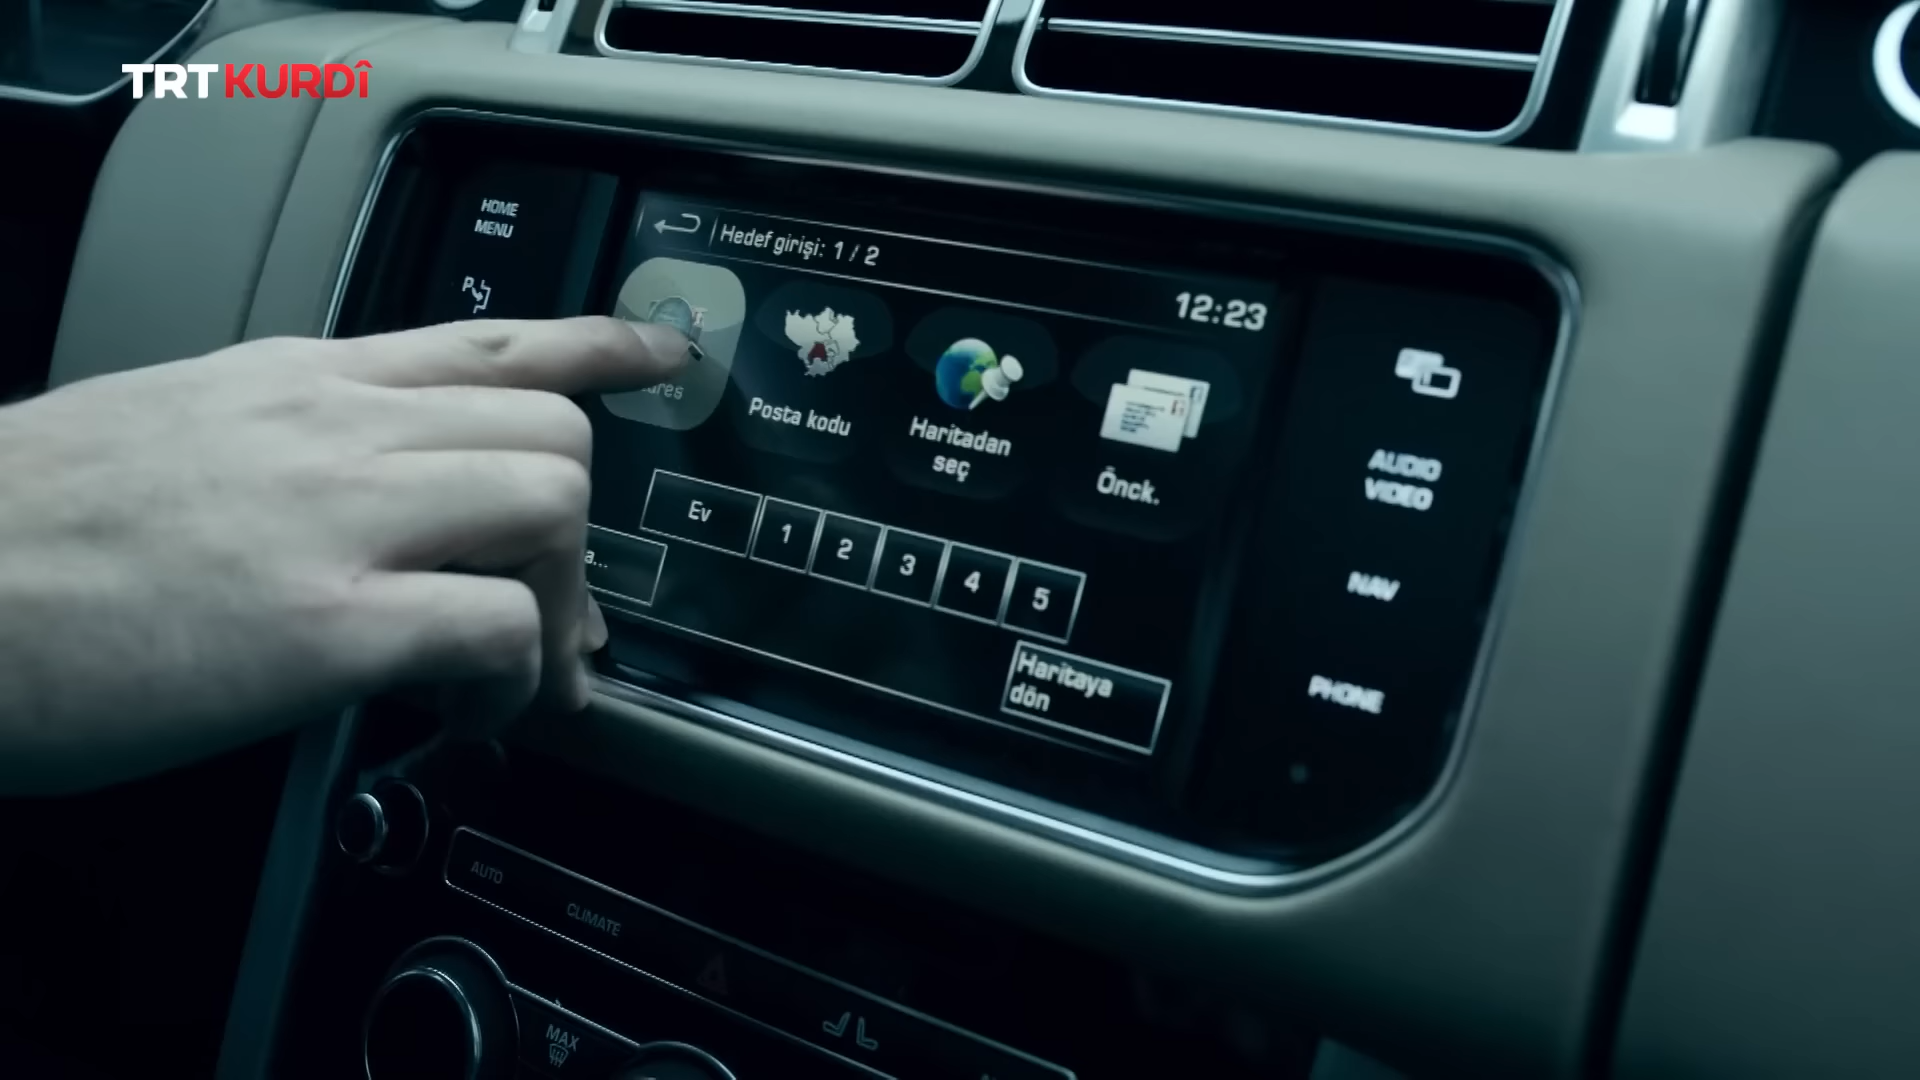 TRT KURDÎ
HOME
MENU
Hedef girişi: 1 / 2
12:23
Posta kodu
Haritadan
seç
Önck.
Ev
1
2
3
4
5
Haritaya
dön
AUDIO
VIDEO
NAV
PHONE
AUTO
CLIMATE
MAX